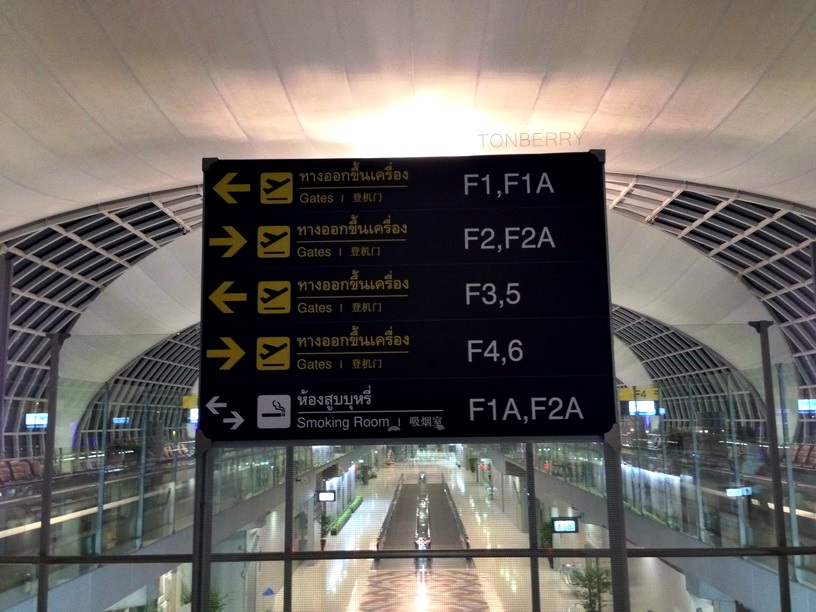 TONBERRY
ทางออกขึ้นเครื่อง
Gates | 登机门
F1,F1A
ทางออกขึ้นเครื่อง
Gates | 登机门
F2,F2A
ทางออกขึ้นเครื่อง
Gates | 登机门
F3,5
ทางออกขึ้นเครื่อง
Gates | 登机门
F4,6
ห้องสูบบุหรี่
Smoking Room | 吸烟室
F1A,F2A
F4